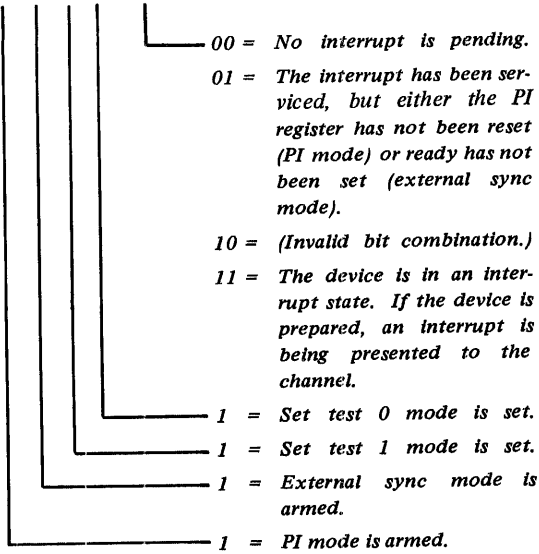 00 = No interrupt is pending.
01 = The interrupt has been ser-
viced, but either the PI
register has not been reset
(PI mode) or ready has not
been set (external sync
mode).
10 = (Invalid bit combination.)
11 = The device is in an inter-
rupt state. If the device is
prepared, an interrupt is
being presented to the
channel.
1 = Set test 0 mode is set.
1 = Set test 1 mode is set.
1 = External sync mode is
armed.
1 = PI mode is armed.